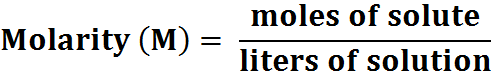 Molarity (M) = moles of solute / liters of solution